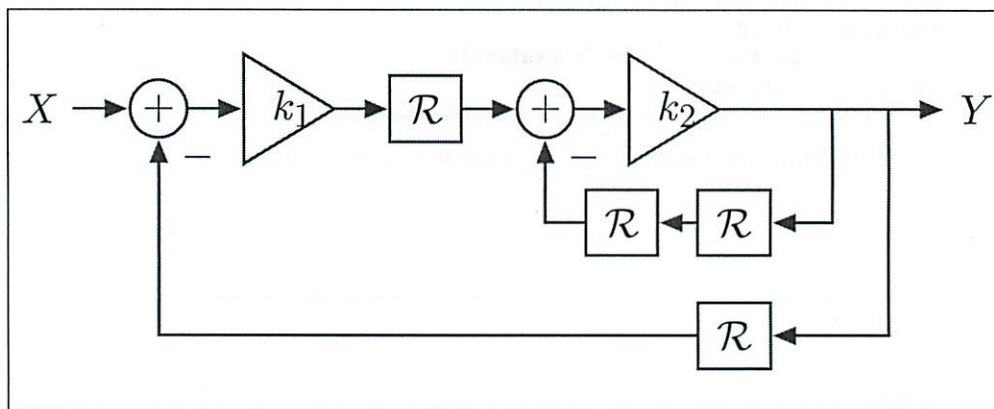 X + k₁ ℛ + k₂ Y
− −
ℛ ℛ
ℛ